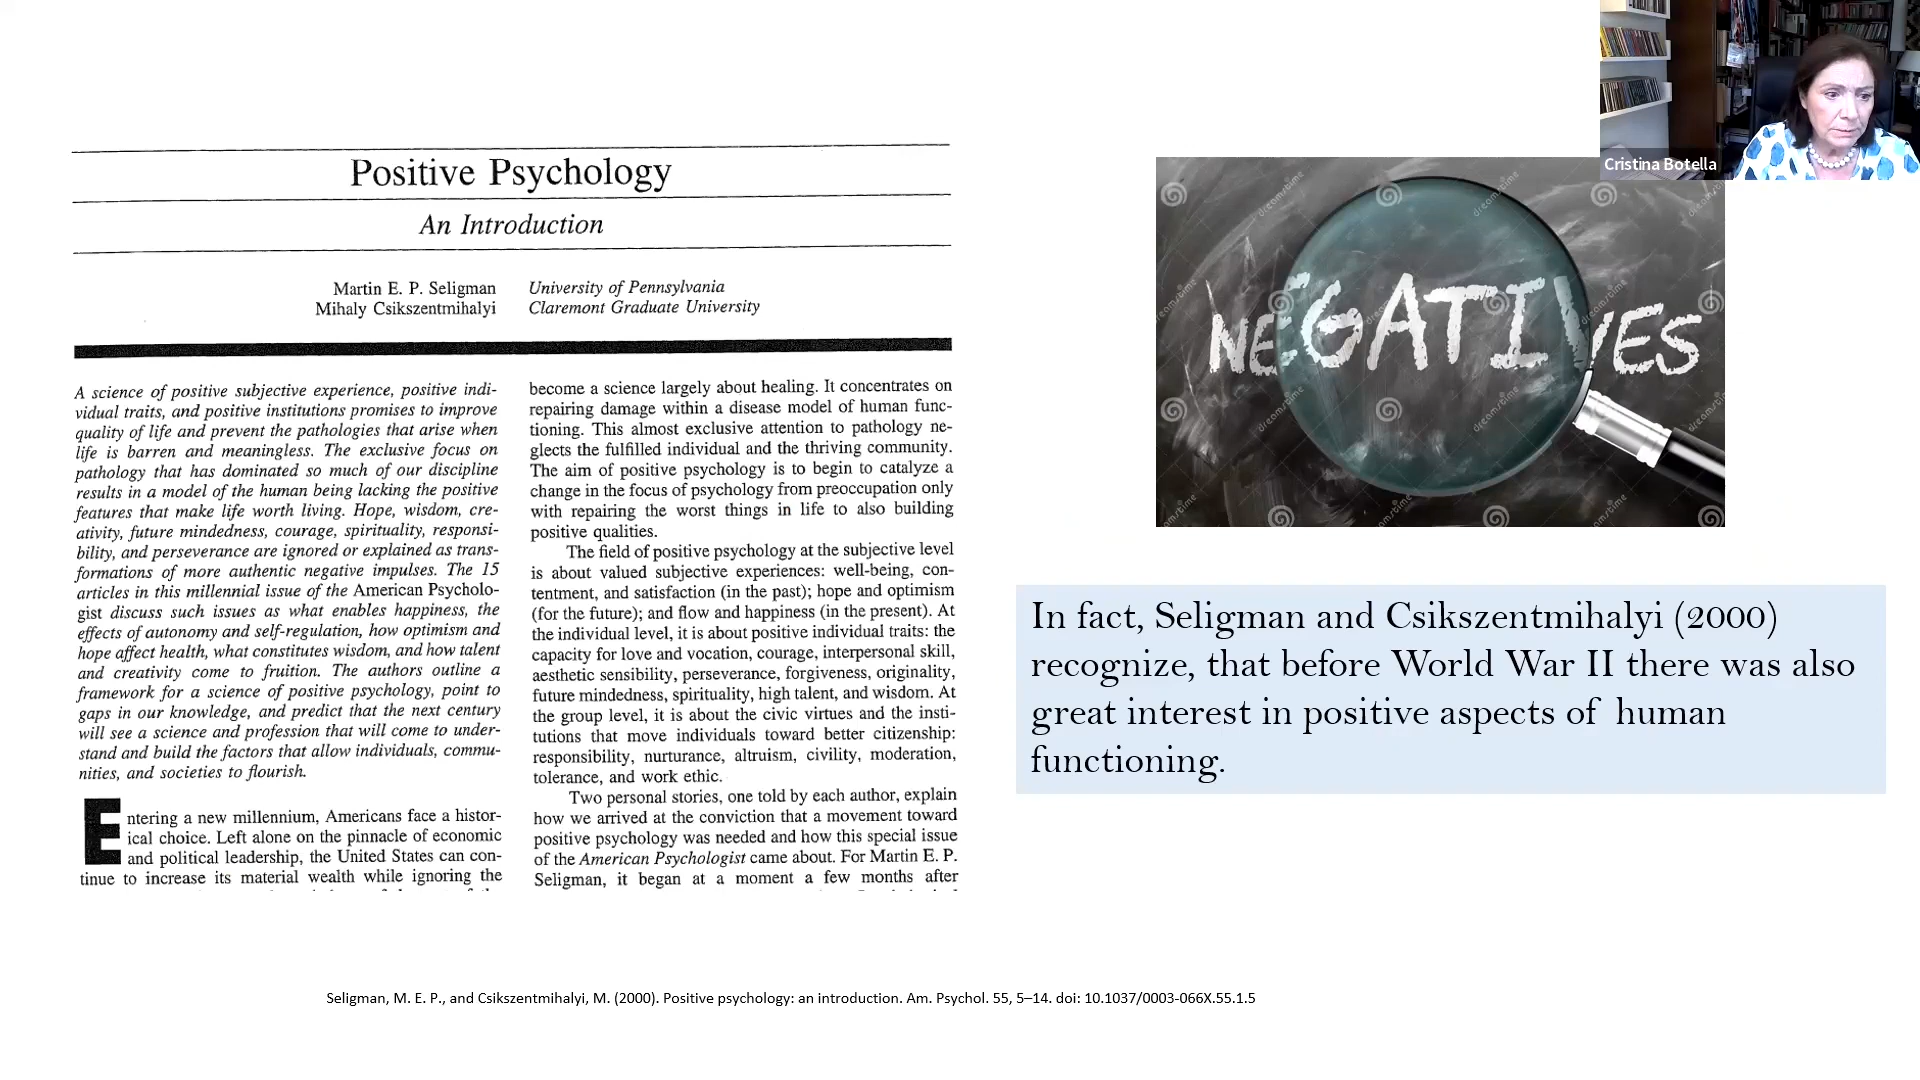 Positive Psychology
An Introduction
Martin E. P. Seligman University of Pennsylvania
Mihaly Csikszentmihalyi Claremont Graduate University
A science of positive subjective experience, positive indi-
vidual traits, and positive institutions promises to improve
quality of life and prevent the pathologies that arise when
life is barren and meaningless. The exclusive focus on
pathology that has dominated so much of our discipline
results in a model of the human being lacking the positive
features that make life worth living. Hope, wisdom, cre-
ativity, future mindedness, courage, spirituality, responsi-
bility, and perseverance are ignored or explained as trans-
formations of more authentic negative impulses. The 15
articles in this millennial issue of the American Psycholo-
gist discuss such issues as what enables happiness, the
effects of autonomy and self-regulation, how optimism and
hope affect health, what constitutes wisdom, and how talent
and creativity come to fruition. The authors outline a
framework for a science of positive psychology, point to
gaps in our knowledge, and predict that the next century
will see a science and profession that will come to under-
stand and build the factors that allow individuals, commu-
nities, and societies to flourish.
Entering a new millennium, Americans face a histor-
ical choice. Left alone on the pinnacle of economic
and political leadership, the United States can con-
tinue to increase its material wealth while ignoring the
become a science largely about healing. It concentrates on
repairing damage within a disease model of human func-
tioning. This almost exclusive attention to pathology ne-
glects the fulfilled individual and the thriving community.
The aim of positive psychology is to begin to catalyze a
change in the focus of psychology from preoccupation only
with repairing the worst things in life to also building
positive qualities.
The field of positive psychology at the subjective level
is about valued subjective experiences: well-being, con-
tentment, and satisfaction (in the past); hope and optimism
(for the future); and flow and happiness (in the present). At
the individual level, it is about positive individual traits: the
capacity for love and vocation, courage, interpersonal skill,
aesthetic sensibility, perseverance, forgiveness, originality,
future mindedness, spirituality, high talent, and wisdom. At
the group level, it is about the civic virtues and the insti-
tutions that move individuals toward better citizenship:
responsibility, nurturance, altruism, civility, moderation,
tolerance, and work ethic.
Two personal stories, one told by each author, explain
how we arrived at the conviction that a movement toward
positive psychology was needed and how this special issue
of the American Psychologist came about. For Martin E. P.
Seligman, it began at a moment a few months after
Cristina Botella
NEGATIVES
dreamstime
In fact, Seligman and Csikszentmihalyi (2000)
recognize, that before World War II there was also
great interest in positive aspects of human
functioning.
Seligman, M. E. P., and Csikszentmihalyi, M. (2000). Positive psychology: an introduction. Am. Psychol. 55, 5–14. doi: 10.1037/0003-066X.55.1.5